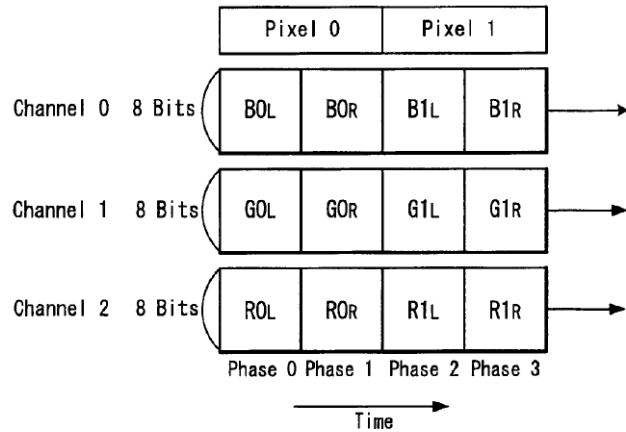 Pixel 0 Pixel 1
Channel 0 8 Bits B0L B0R B1L B1R
Channel 1 8 Bits G0L G0R G1L G1R
Channel 2 8 Bits R0L R0R R1L R1R
Phase 0 Phase 1 Phase 2 Phase 3
Time